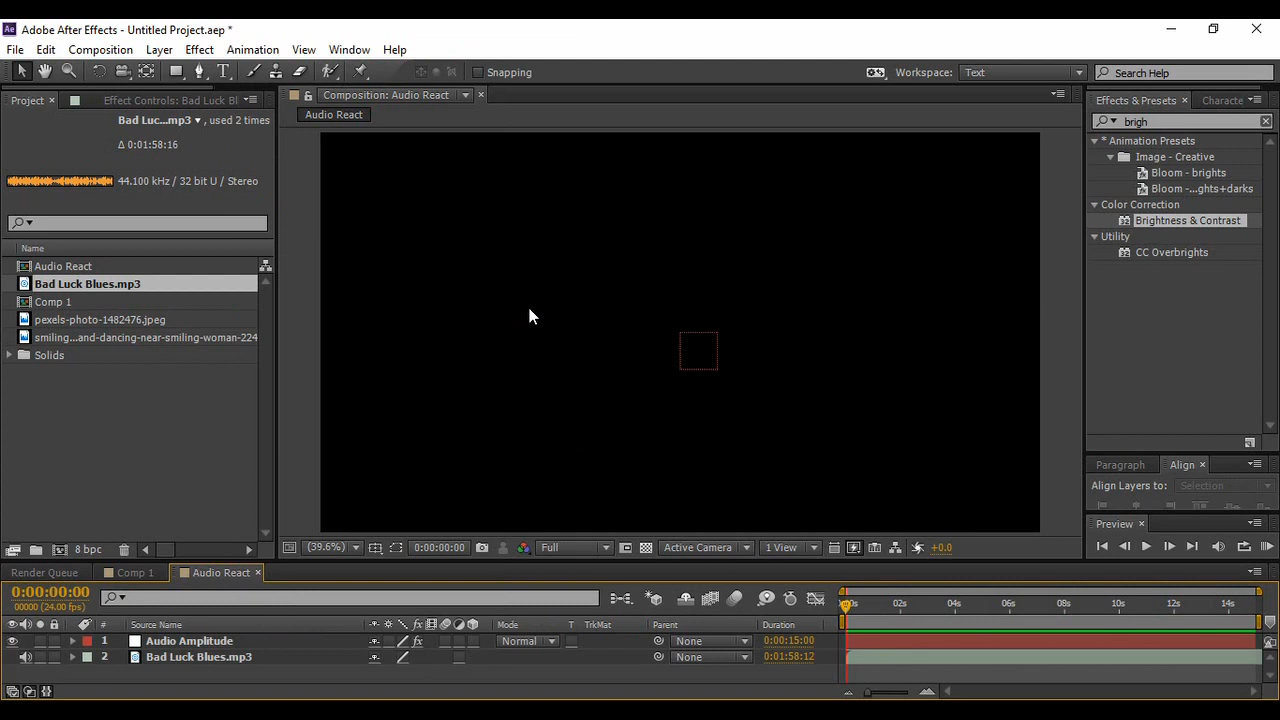 Ae Adobe After Effects - Untitled Project.aep *
File Edit Composition Layer Effect Animation View Window Help
Snapping Workspace: Text Search Help
Project × Effect Controls: Bad Luck Bl Composition: Audio React × Effects & Presets × Characte
Audio React
Bad Luc...mp3 , used 2 times
brigh
Δ 0:01:58:16
44.100 kHz / 32 bit U / Stereo
* Animation Presets
Image - Creative
Bloom - brights
Bloom -...ghts+darks
Color Correction
Brightness & Contrast
Utility
CC Overbrights
Name
Audio React
Bad Luck Blues.mp3
Comp 1
pexels-photo-1482476.jpeg
smiling...and-dancing-near-smiling-woman-224
Solids
Paragraph Align ×
Align Layers to: Selection
Preview ×
8 bpc (39.6%) 0:00:00:00 Full Active Camera 1 View +0.0
Render Queue Comp 1 Audio React ×
0:00:00:00
00000 (24.00 fps)
02s 04s 06s 08s 10s 12s 14s
# Source Name fx Mode T TrkMat Parent Duration
1 Audio Amplitude fx Normal None 0:00:15:00
2 Bad Luck Blues.mp3 None 0:01:58:12